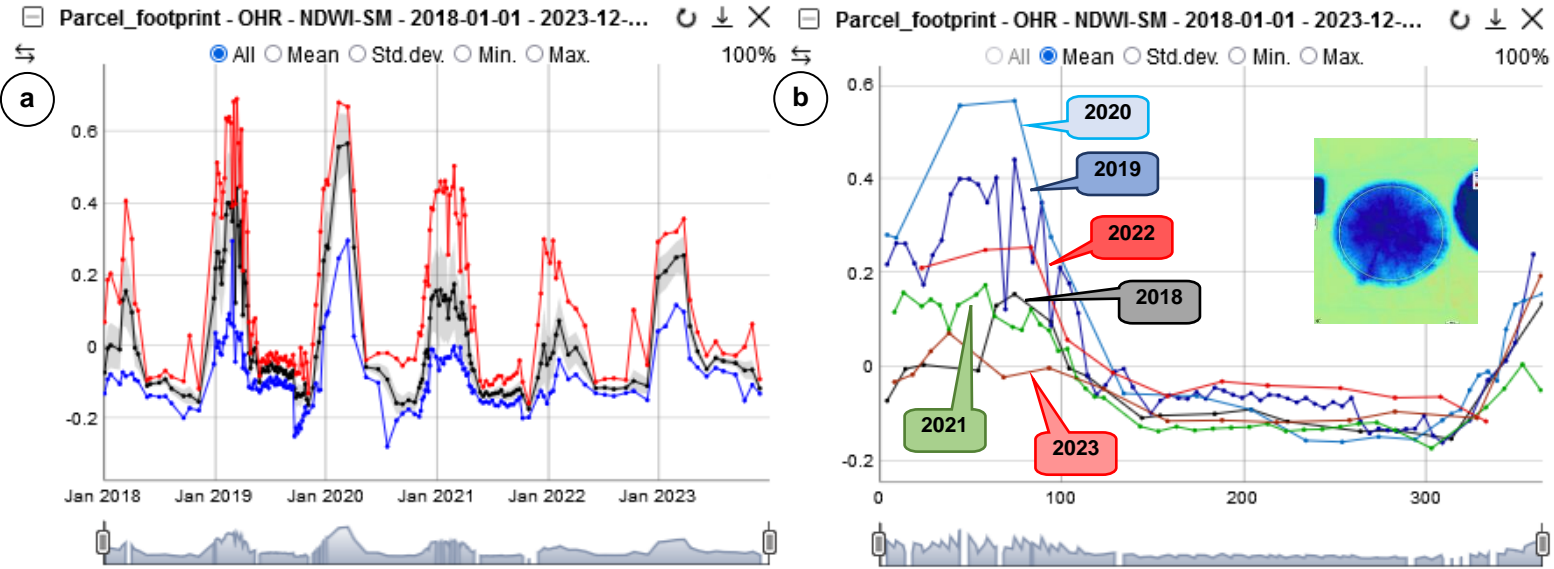 Parcel_footprint - OHR - NDWI-SM - 2018-01-01 - 2023-12-...
All Mean Std.dev. Min. Max. 100%
a
0.6
0.4
0.2
0
-0.2
Jan 2018 Jan 2019 Jan 2020 Jan 2021 Jan 2022 Jan 2023
Parcel_footprint - OHR - NDWI-SM - 2018-01-01 - 2023-12-...
All Mean Std.dev. Min. Max. 100%
b
0.6
2020
2019
0.4
2022
0.2
2018
0
2021
2023
-0.2
0 100 200 300